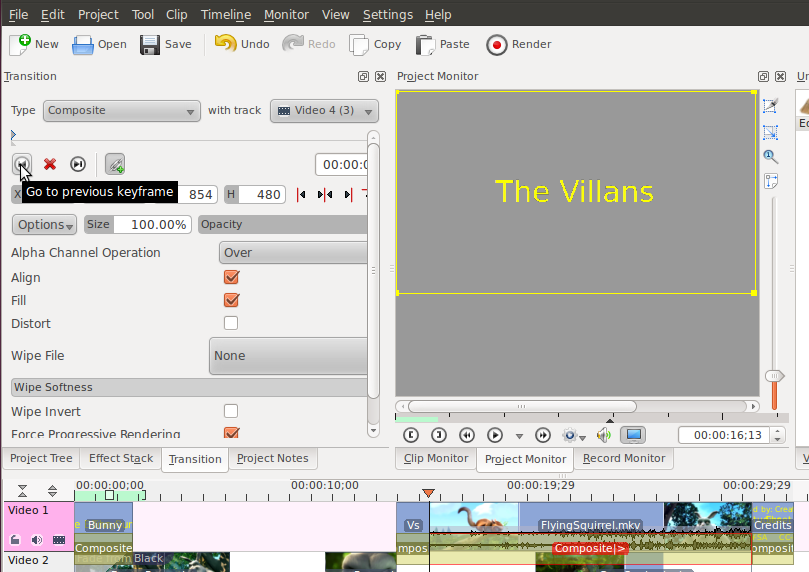 File Edit Project Tool Clip Timeline Monitor View Settings Help
New Open Save Undo Redo Copy Paste Render
Transition
Project Monitor
Type Composite with track Video 4 (3)
00:00:0
Go to previous keyframe
X 854 H 480
Options Size 100.00% Opacity
Alpha Channel Operation Over
Align
Fill
Distort
Wipe File None
Wipe Softness
Wipe Invert
Force Progressive Rendering
The Villans
00:00:16;13
Project Tree Effect Stack Transition Project Notes
Clip Monitor Project Monitor Record Monitor
00:00:00;00 00:00:10;00 00:00:19;29 00:00:29;29
Video 1
Bunny Vs FlyingSquirrel.mkv Credits
Composite Composite|> Composite
Video 2
Black